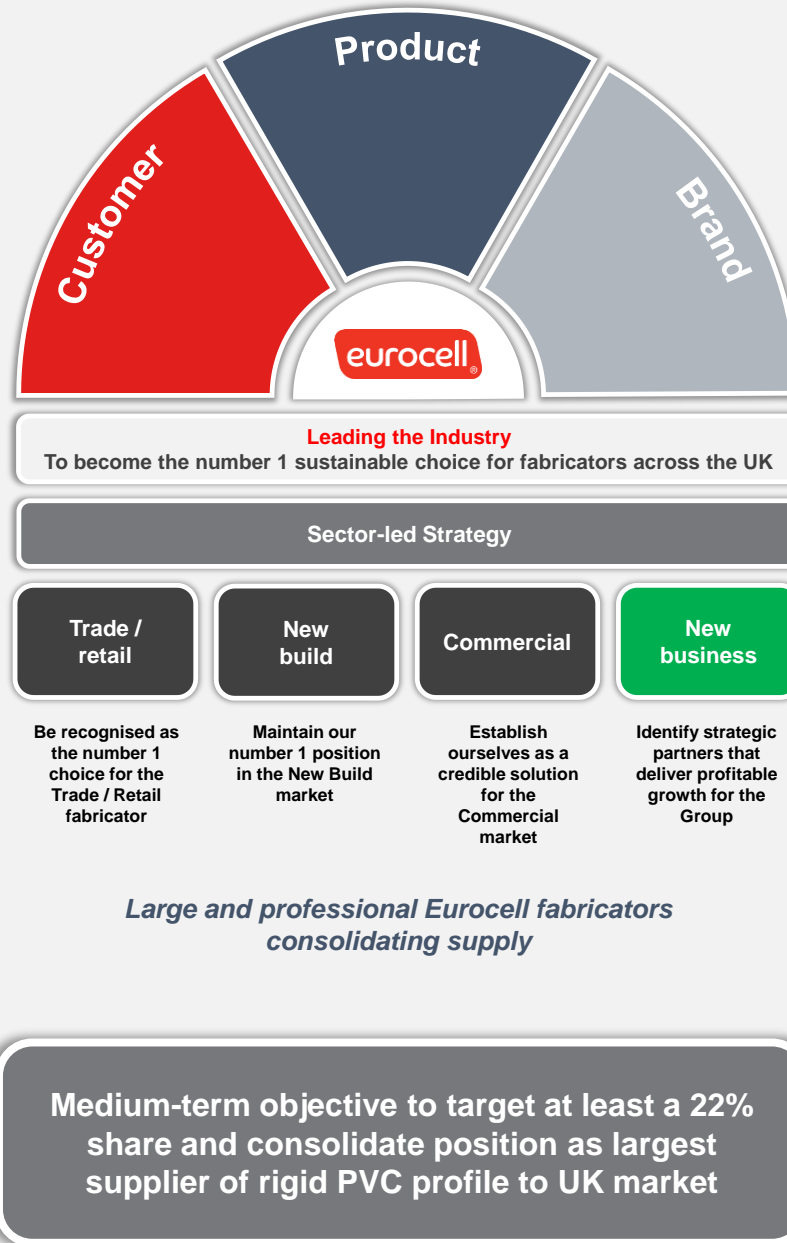 Product
Customer
Brand
eurocell®
Leading the Industry
To become the number 1 sustainable choice for fabricators across the UK
Sector-led Strategy
Trade /
retail
New
build
Commercial
New
business
Be recognised as
the number 1
choice for the
Trade / Retail
fabricator
Maintain our
number 1 position
in the New Build
market
Establish
ourselves as a
credible solution
for the
Commercial
market
Identify strategic
partners that
deliver profitable
growth for the
Group
Large and professional Eurocell fabricators
consolidating supply
Medium-term objective to target at least a 22%
share and consolidate position as largest
supplier of rigid PVC profile to UK market